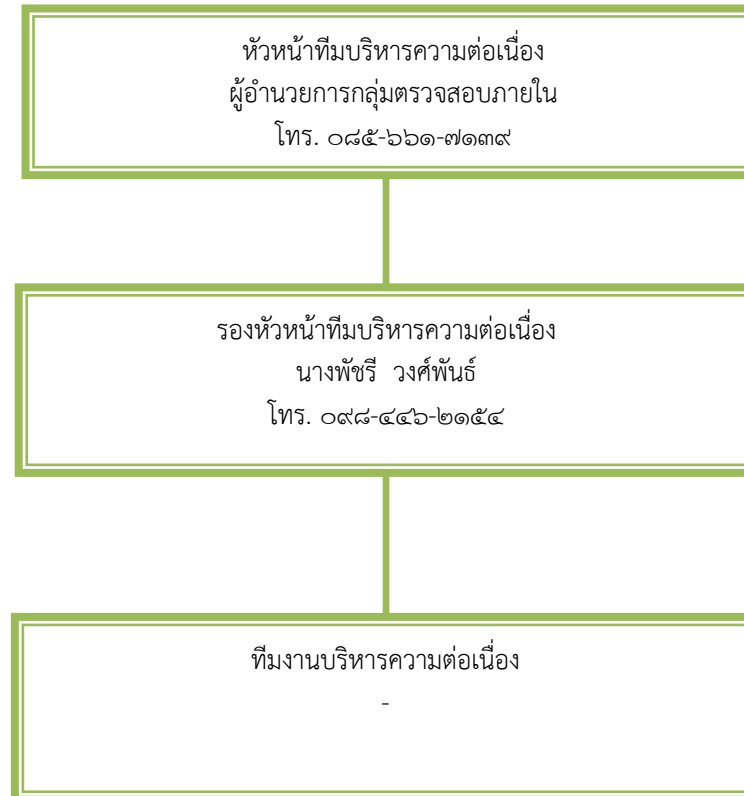 หัวหน้าทีมบริหารความต่อเนื่อง
ผู้อำนวยการกลุ่มตรวจสอบภายใน
โทร. ๐๘๕-๖๖๑-๗๑๓๙
รองหัวหน้าทีมบริหารความต่อเนื่อง
นางพัชรี วงศ์พันธ์
โทร. ๐๙๘-๔๔๖-๒๑๕๔
ทีมงานบริหารความต่อเนื่อง
-